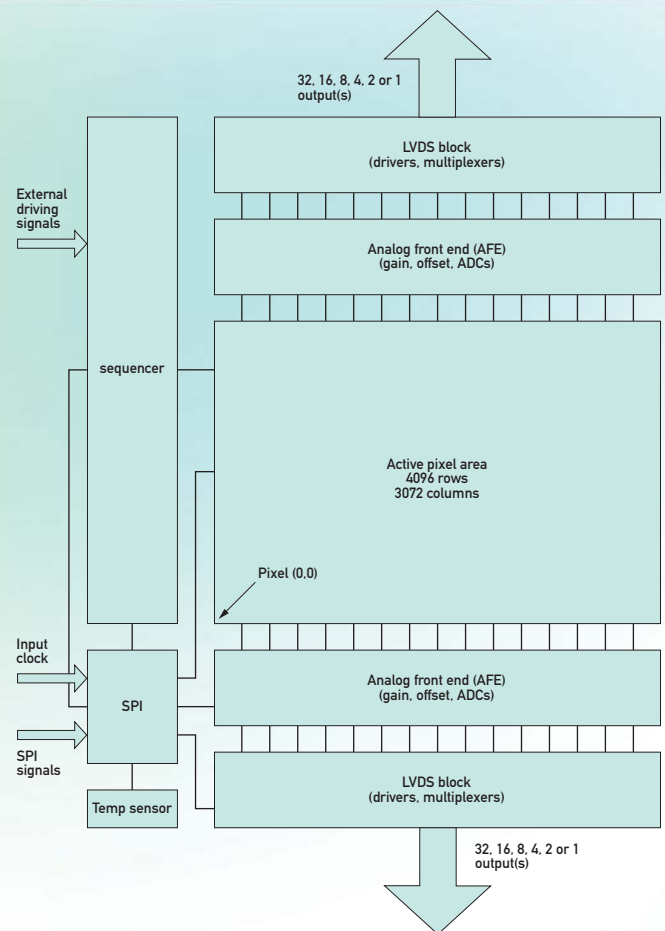 32, 16, 8, 4, 2 or 1
output(s)
LVDS block
(drivers, multiplexers)
External
driving
signals
Analog front end (AFE)
(gain, offset, ADCs)
sequencer
Active pixel area
4096 rows
3072 columns
Pixel (0,0)
Input
clock
SPI
Analog front end (AFE)
(gain, offset, ADCs)
SPI
signals
Temp sensor
LVDS block
(drivers, multiplexers)
32, 16, 8, 4, 2 or 1
output(s)